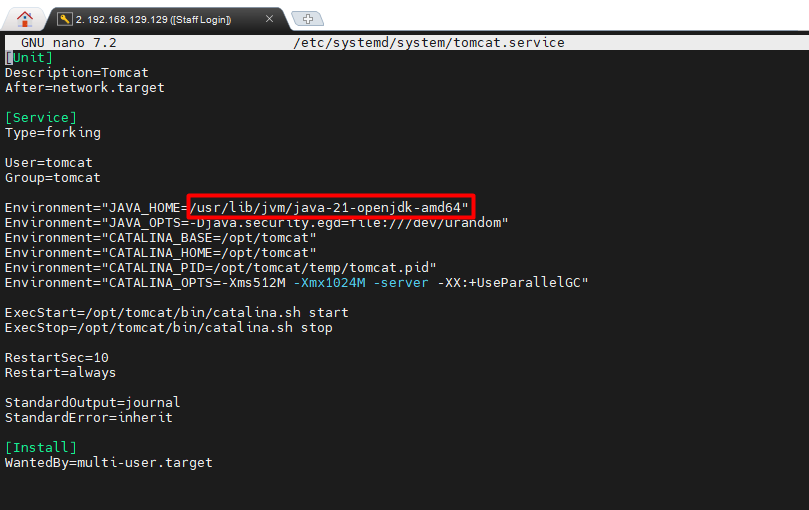 2. 192.168.129.129 ([Staff Login])
GNU nano 7.2 /etc/systemd/system/tomcat.service
[Unit]
Description=Tomcat
After=network.target
[Service]
Type=forking
User=tomcat
Group=tomcat
Environment="JAVA_HOME=/usr/lib/jvm/java-21-openjdk-amd64"
Environment="JAVA_OPTS=-Djava.security.egd=file:///dev/urandom"
Environment="CATALINA_BASE=/opt/tomcat"
Environment="CATALINA_HOME=/opt/tomcat"
Environment="CATALINA_PID=/opt/tomcat/temp/tomcat.pid"
Environment="CATALINA_OPTS=-Xms512M -Xmx1024M -server -XX:+UseParallelGC"
ExecStart=/opt/tomcat/bin/catalina.sh start
ExecStop=/opt/tomcat/bin/catalina.sh stop
RestartSec=10
Restart=always
StandardOutput=journal
StandardError=inherit
[Install]
WantedBy=multi-user.target